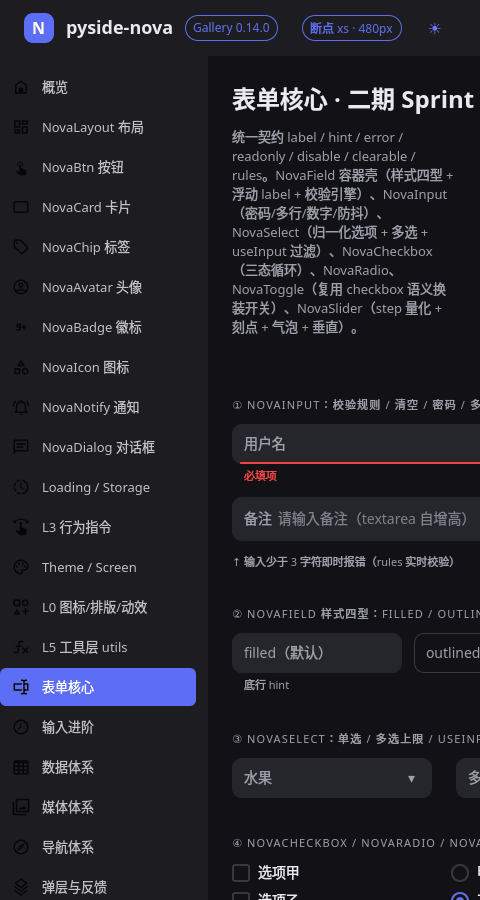 N pyside-nova Gallery 0.14.0 断点 xs · 480px
概览
NovaLayout 布局
NovaBtn 按钮
NovaCard 卡片
NovaChip 标签
NovaAvatar 头像
9+ NovaBadge 徽标
NovaIcon 图标
NovaNotify 通知
NovaDialog 对话框
Loading / Storage
L3 行为指令
Theme / Screen
L0 图标/排版/动效
L5 工具层 utils
表单核心
输入进阶
数据体系
媒体体系
导航体系
弹层与反馈
表单核心 · 二期 Sprint
统一契约 label / hint / error /
readonly / disable / clearable /
rules。NovaField 容器壳（样式四型 +
浮动 label + 校验引擎）、NovaInput
（密码/多行/数字/防抖）、
NovaSelect（归一化选项 + 多选 +
useInput 过滤）、NovaCheckbox
（三态循环）、NovaRadio、
NovaToggle（复用 checkbox 语义换
装开关）、NovaSlider（step 量化 +
刻点 + 气泡 + 垂直）。
① NOVAINPUT：校验规则 / 清空 / 密码 / 多
用户名
必填项
备注 请输入备注（textarea 自增高）
↑ 输入少于 3 字符即时报错（rules 实时校验）
② NOVAFIELD 样式四型：FILLED / OUTLIN
filled（默认） outlined
底行 hint
③ NOVASELECT：单选 / 多选上限 / USEINP
水果 ▼ 多
④ NOVACHECKBOX / NOVARADIO / NOVA
选项甲
选项乙